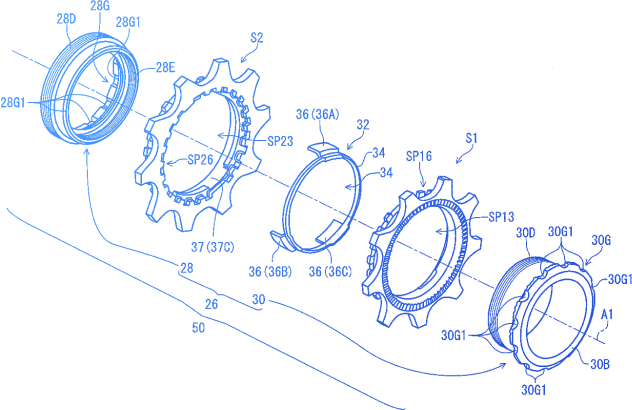 28G
28D
28G1
28E
28G1
S2
SP23
SP26
37 (37C)
36 (36A)
32
34
34
36 (36B)
36 (36C)
S1
SP16
SP13
30D
30G1
30G
30G1
30G1
30G1
A1
30B
28
26
30
50